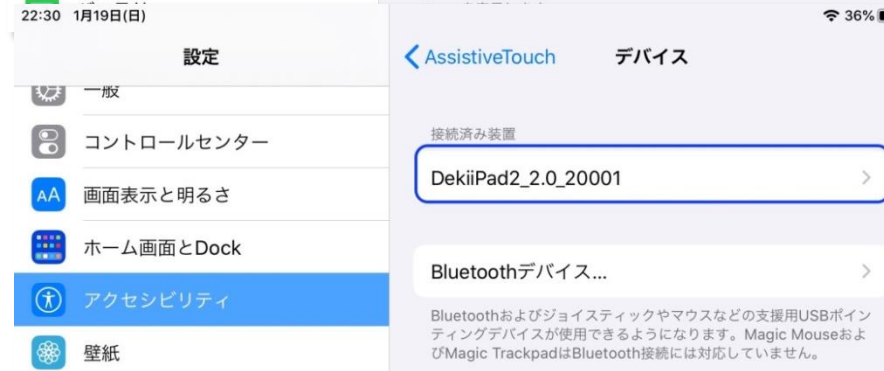 22:30 1月19日(日)
36%
設定
一般
コントロールセンター
AA
画面表示と明るさ
ホーム画面とDock
アクセシビリティ
壁紙
AssistiveTouch
デバイス
接続済み装置
DekiiPad2_2.0_20001
Bluetoothデバイス...
Bluetoothおよびジョイスティックやマウスなどの支援用USBポイン
ティングデバイスが使用できるようになります。Magic Mouseおよ
びMagic TrackpadはBluetooth接続には対応していません。